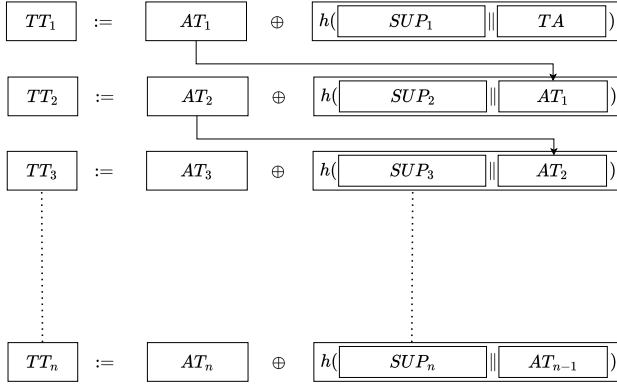 TT₁ := AT₁ ⊕ h( SUP₁ || TA )
TT₂ := AT₂ ⊕ h( SUP₂ || AT₁ )
TT₃ := AT₃ ⊕ h( SUP₃ || AT₂ )
TTₙ := ATₙ ⊕ h( SUPₙ || ATₙ₋₁ )